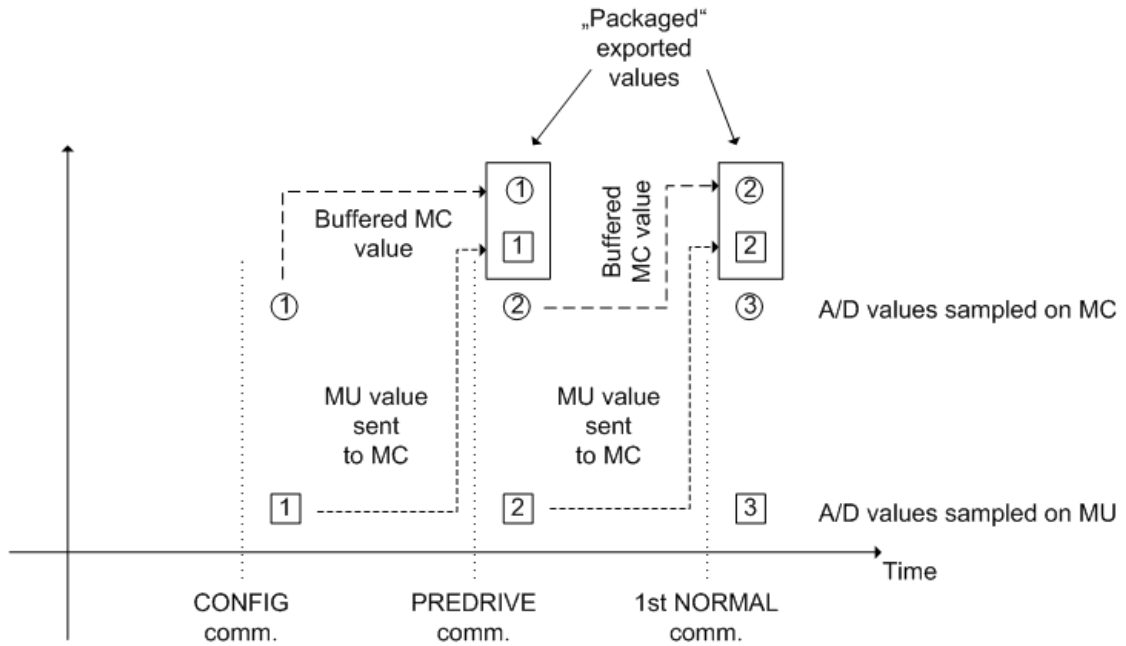 „Packaged“
exported
values
1
2
Buffered MC
value
Buffered
MC value
1
2
1
2
3
A/D values sampled on MC
MU value
sent
to MC
MU value
sent
to MC
1
2
3
A/D values sampled on MU
Time
CONFIG
comm.
PREDRIVE
comm.
1st NORMAL
comm.